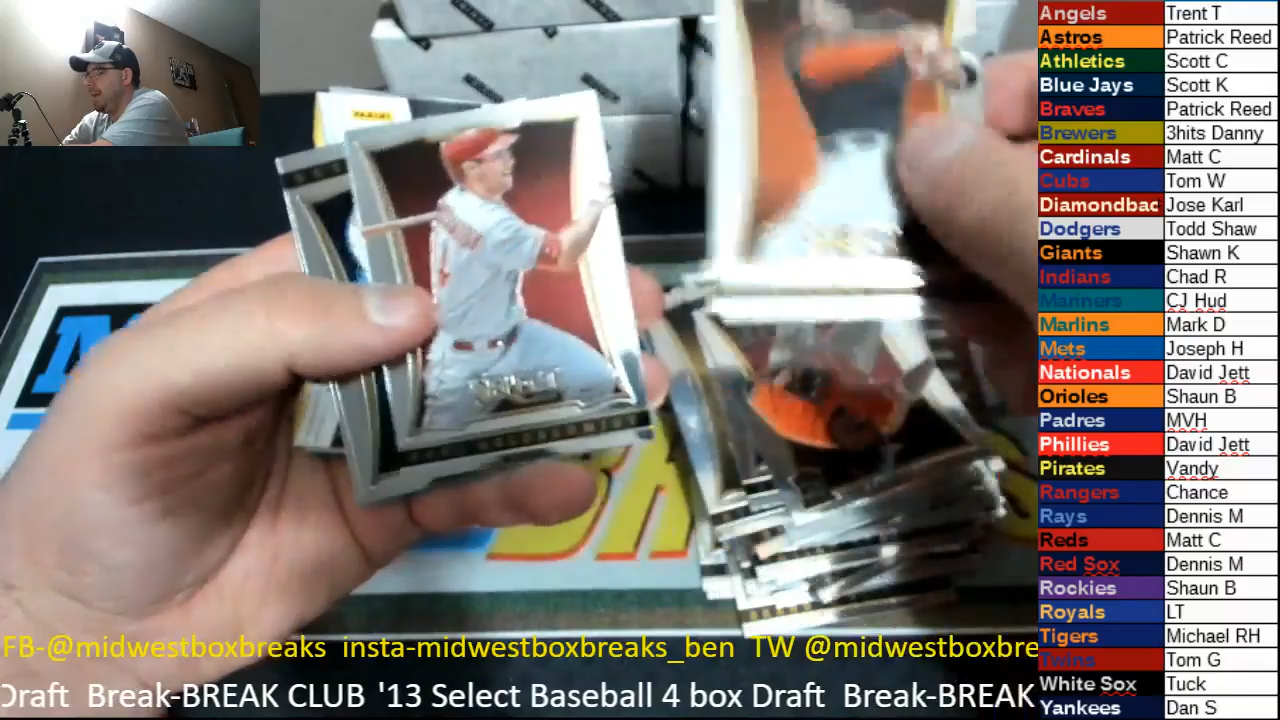 Angels Trent T
Astros Patrick Reed
Athletics Scott C
Blue Jays Scott K
Braves Patrick Reed
Brewers 3hits Danny
Cardinals Matt C
Cubs Tom W
Diamondbac Jose Karl
Dodgers Todd Shaw
Giants Shawn K
Indians Chad R
Mariners CJ Hud
Marlins Mark D
Mets Joseph H
Nationals David Jett
Orioles Shaun B
Padres MVH
Phillies David Jett
Pirates Vandy
Rangers Chance
Rays Dennis M
Reds Matt C
Red Sox Dennis M
Rockies Shaun B
Royals LT
Tigers Michael RH
Twins Tom G
White Sox Tuck
Yankees Dan S
PANINI
SELECT
FB-@midwestboxbreaks insta-midwestboxbreaks_ben TW @midwestboxbre
Draft Break-BREAK CLUB '13 Select Baseball 4 box Draft Break-BREAK